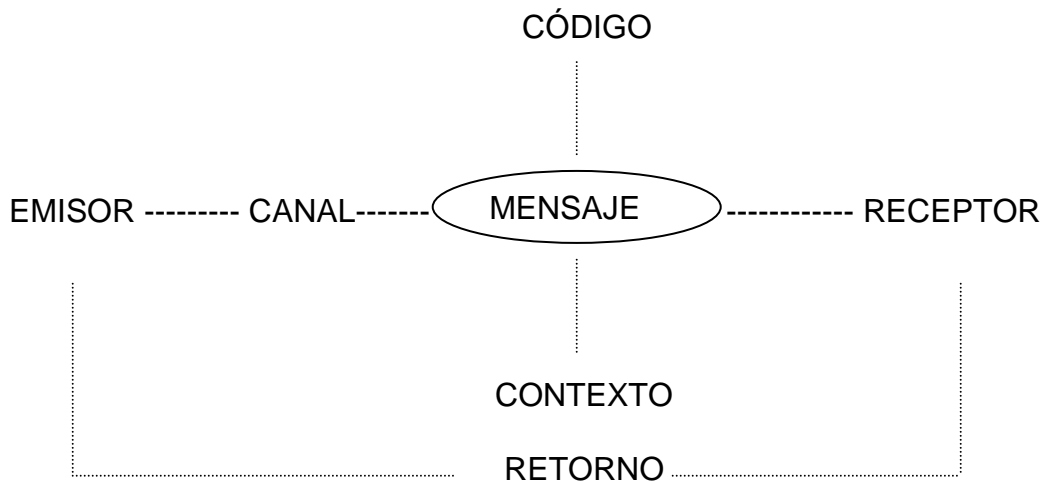 CÓDIGO
EMISOR --------- CANAL------- MENSAJE ------------ RECEPTOR
CONTEXTO
RETORNO